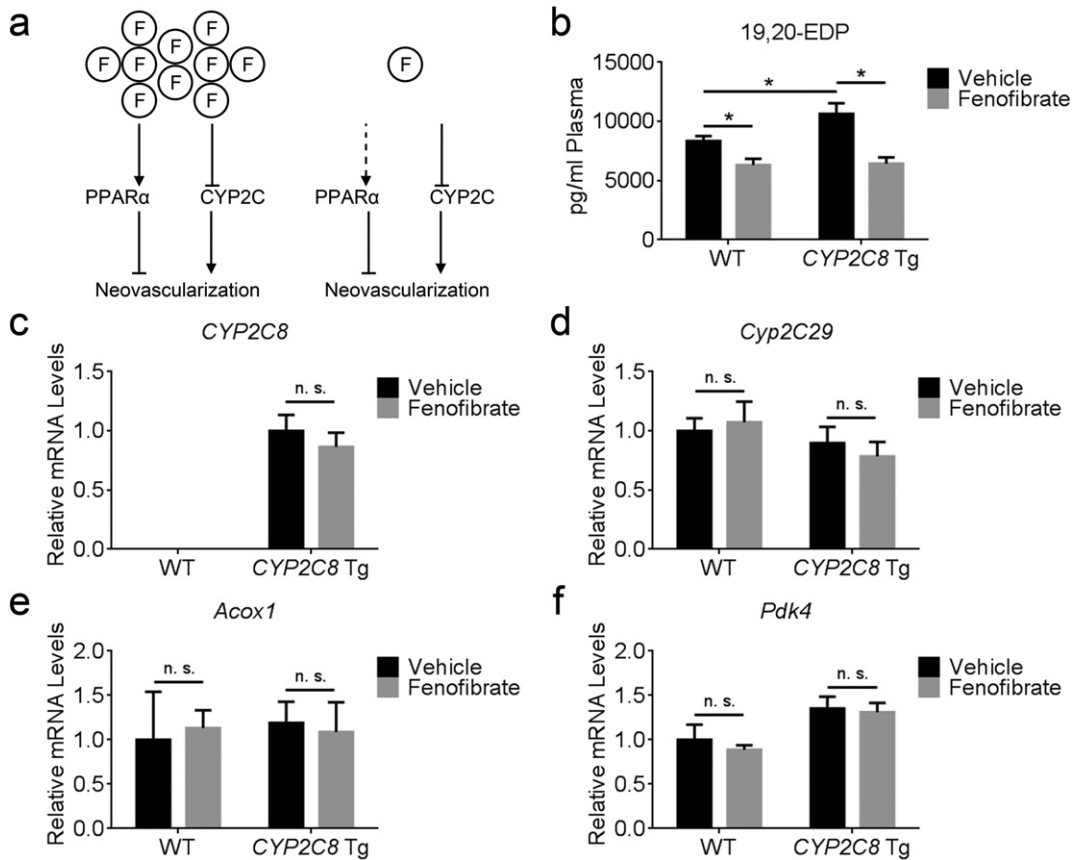 a
F F F F F F F F F F
F
PPARα CYP2C
Neovascularization
PPARα CYP2C
Neovascularization
b
19,20-EDP
15000
10000
5000
0
pg/ml Plasma
* * *
WT CYP2C8 Tg
Vehicle
Fenofibrate
c
CYP2C8
1.5
1.0
0.5
0.0
Relative mRNA Levels
n. s.
WT CYP2C8 Tg
Vehicle
Fenofibrate
d
Cyp2C29
1.5
1.0
0.5
0.0
Relative mRNA Levels
n. s. n. s.
WT CYP2C8 Tg
Vehicle
Fenofibrate
e
Acox1
2.0
1.5
1.0
0.5
0.0
Relative mRNA Levels
n. s. n. s.
WT CYP2C8 Tg
Vehicle
Fenofibrate
f
Pdk4
2.0
1.5
1.0
0.5
0.0
Relative mRNA Levels
n. s. n. s.
WT CYP2C8 Tg
Vehicle
Fenofibrate